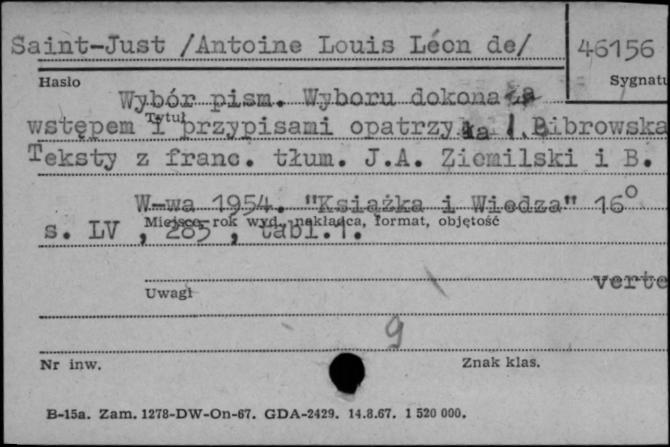 Saint-Just /Antoine Louis Léon de/ 46156
Hasło Sygnatu
Wybór pism. Wyboru dokonała
Tytuł
wstępem i przypisami opatrzyła . Bibrowska
Teksty z franc. tłum. J.A. Ziemilski i B.
W-wa 1954. "Książka i Wiedza" 16°
Miejsce, rok wyd., nakładca, format, objętość
s. LV , 285 , tabl.1.
verte
Uwagi
9
Nr inw. Znak klas.
B-15a. Zam. 1278-DW-On-67. GDA-2429. 14.8.67. 1 520 000.